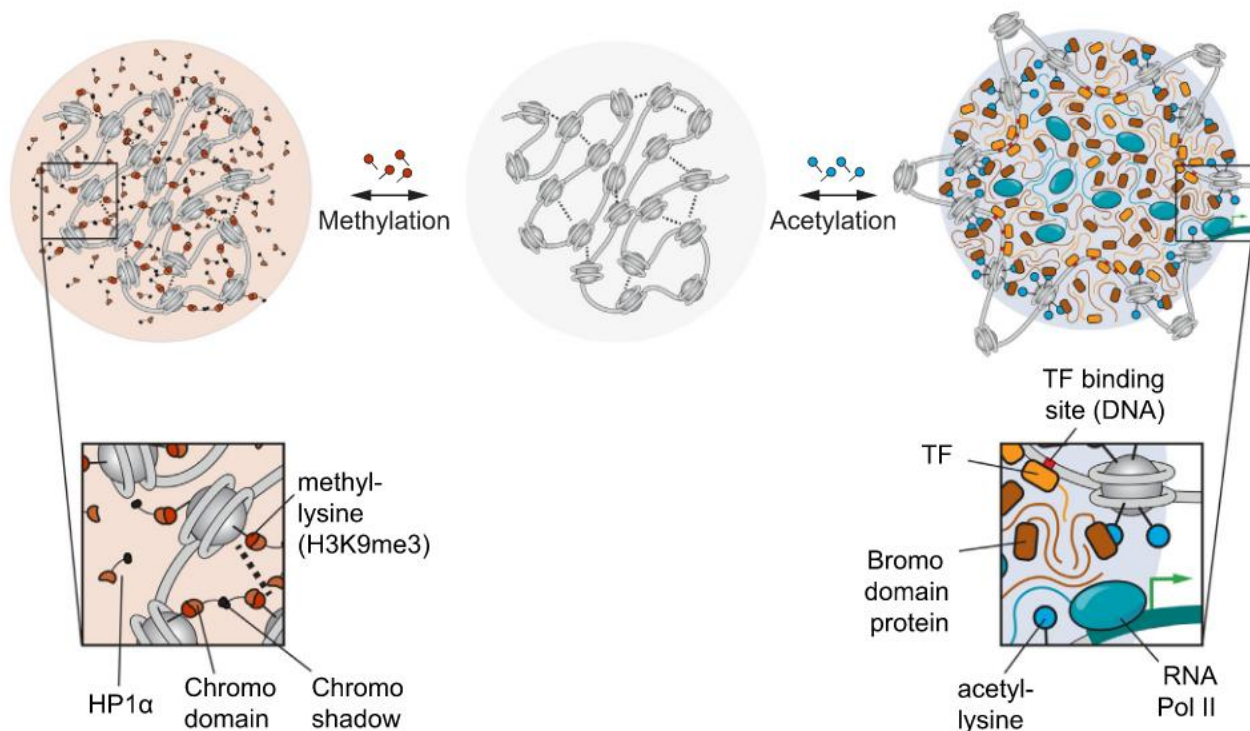 Methylation
Acetylation
methyl-
lysine
(H3K9me3)
HP1α
Chromo
domain
Chromo
shadow
TF binding
site (DNA)
TF
Bromo
domain
protein
acetyl-
lysine
RNA
Pol II